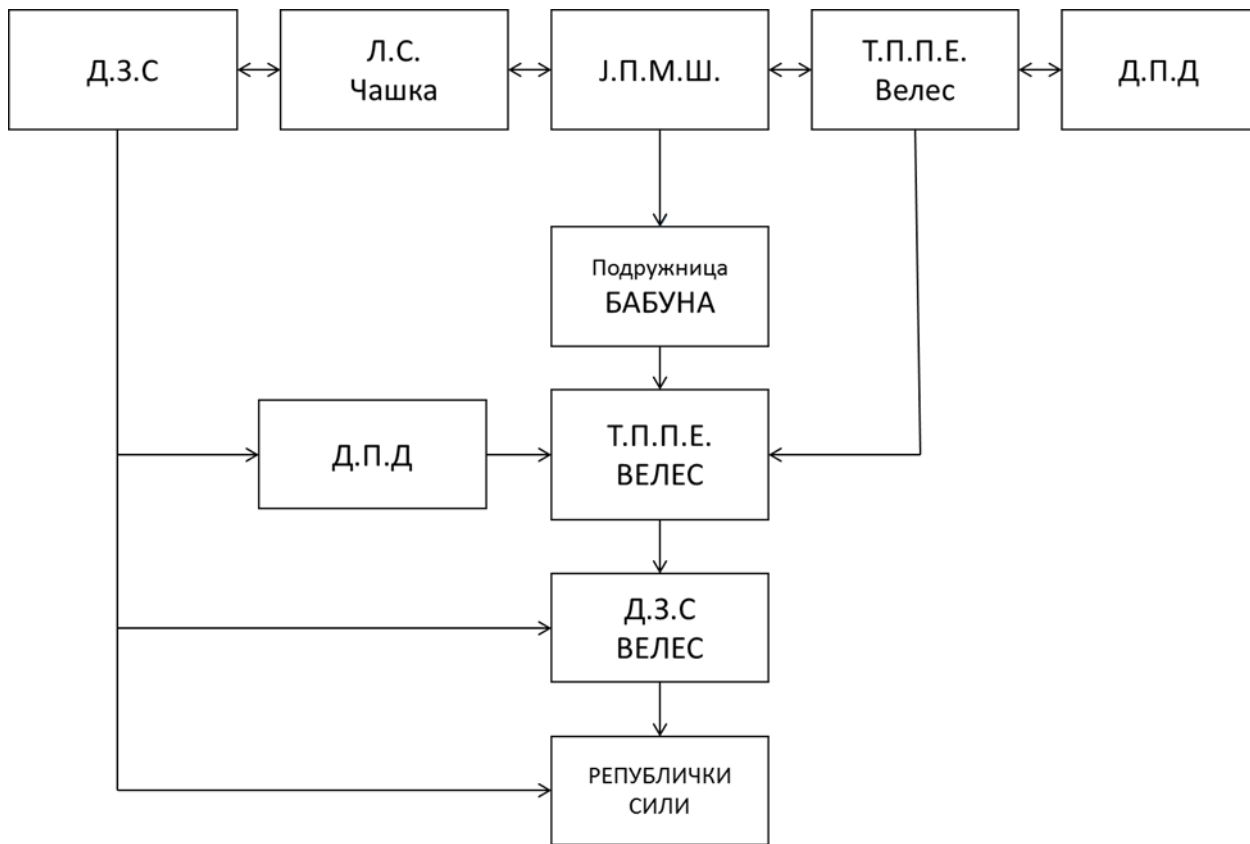 Д.З.С
Л.С.
Чашка
Ј.П.М.Ш.
Т.П.П.Е.
Велес
Д.П.Д
Подружница
БАБУНА
Д.П.Д
Т.П.П.Е.
ВЕЛЕС
Д.З.С
ВЕЛЕС
РЕПУБЛИЧКИ
СИЛИ